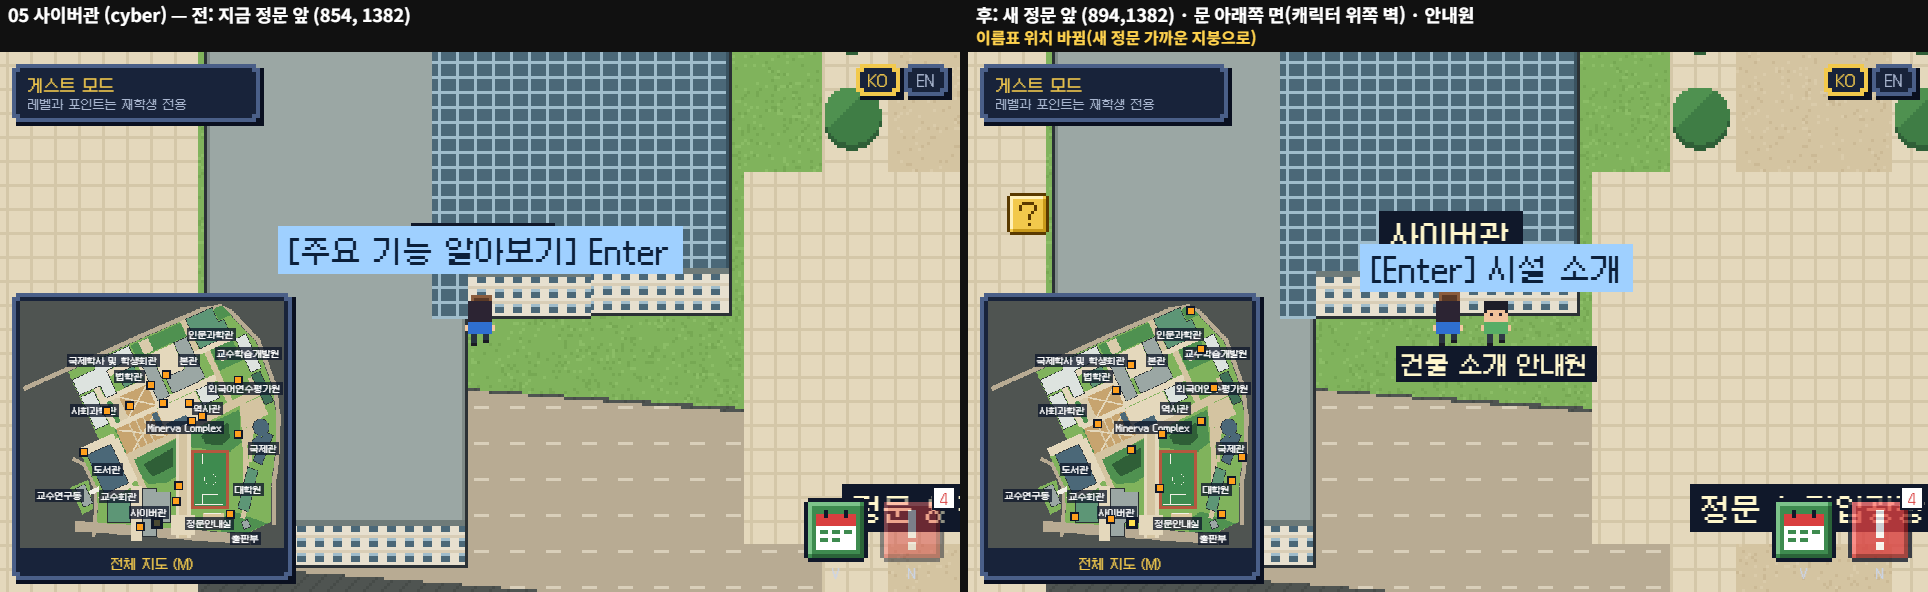 05 사이버관 (cyber) — 전: 지금 정문 앞 (854, 1382)
게스트 모드
레벨과 포인트는 재학생 전용
KO
EN
[주요 기능 알아보기] Enter
인문과학관
국제학사 및 학생회관
본관
교수학습개발원
법학관
외국어연수평가원
사회과학관
역사관
Minerva Complex
국제관
도서관
대학원
교수연구동
교수회관
사이버관
정문안내실
출판부
전체 지도 (M)
정문
4
V
N
후: 새 정문 앞 (894,1382) · 문 아래쪽 면(캐릭터 위쪽 벽) · 안내원
이름표 위치 바뀜(새 정문 가까운 지붕으로)
게스트 모드
레벨과 포인트는 재학생 전용
KO
EN
?
사이버관
[Enter] 시설 소개
건물 소개 안내원
인문과학관
국제학사 및 학생회관
본관
교수학습개발원
법학관
외국어연수평가원
사회과학관
역사관
Minerva Complex
국제관
도서관
대학원
교수연구동
교수회관
사이버관
정문안내실
출판부
전체 지도 (M)
정문
4
V
N